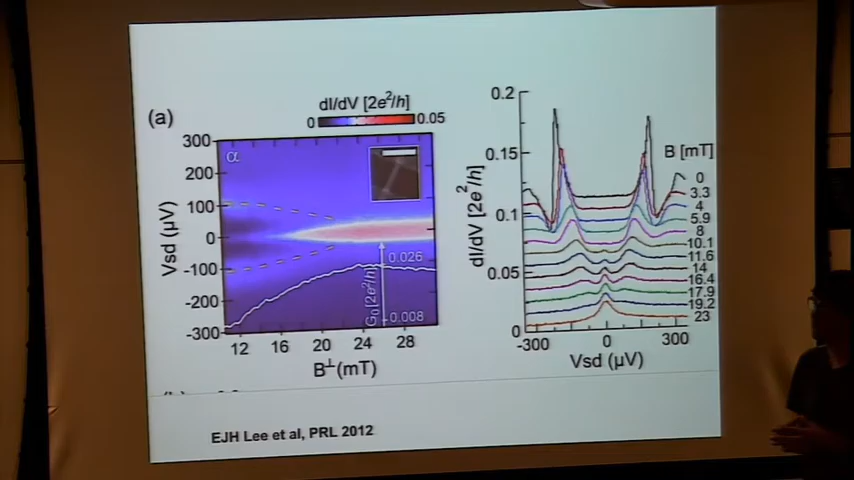 (a)
dI/dV [2e²/h]
0 0.05
α
300
200
100
0
-100
-200
-300
Vsd (µV)
12 16 20 24 28
B⊥(mT)
G₀[2e²/h]
0.026
0.008
0.2
0.15
0.1
0.05
0
dI/dV [2e²/h]
-300 0 300
Vsd (µV)
B [mT]
0
3.3
4
5.9
8
10.1
11.6
14
16.4
17.9
19.2
23
EJH Lee et al, PRL 2012